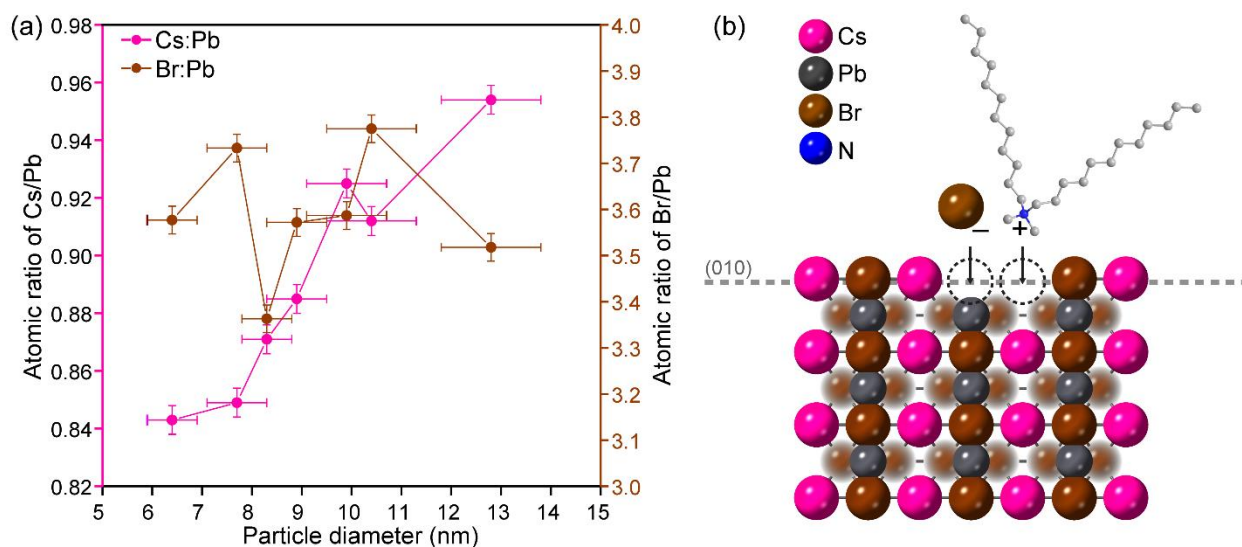 (a)
Cs:Pb
Br:Pb
Atomic ratio of Cs/Pb
0.98
0.96
0.94
0.92
0.90
0.88
0.86
0.84
0.82
5 6 7 8 9 10 11 12 13 14 15
Particle diameter (nm)
4.0
3.9
3.8
3.7
3.6
3.5
3.4
3.3
3.2
3.1
3.0
Atomic ratio of Br/Pb
(b)
Cs
Pb
Br
N
− +
(010)